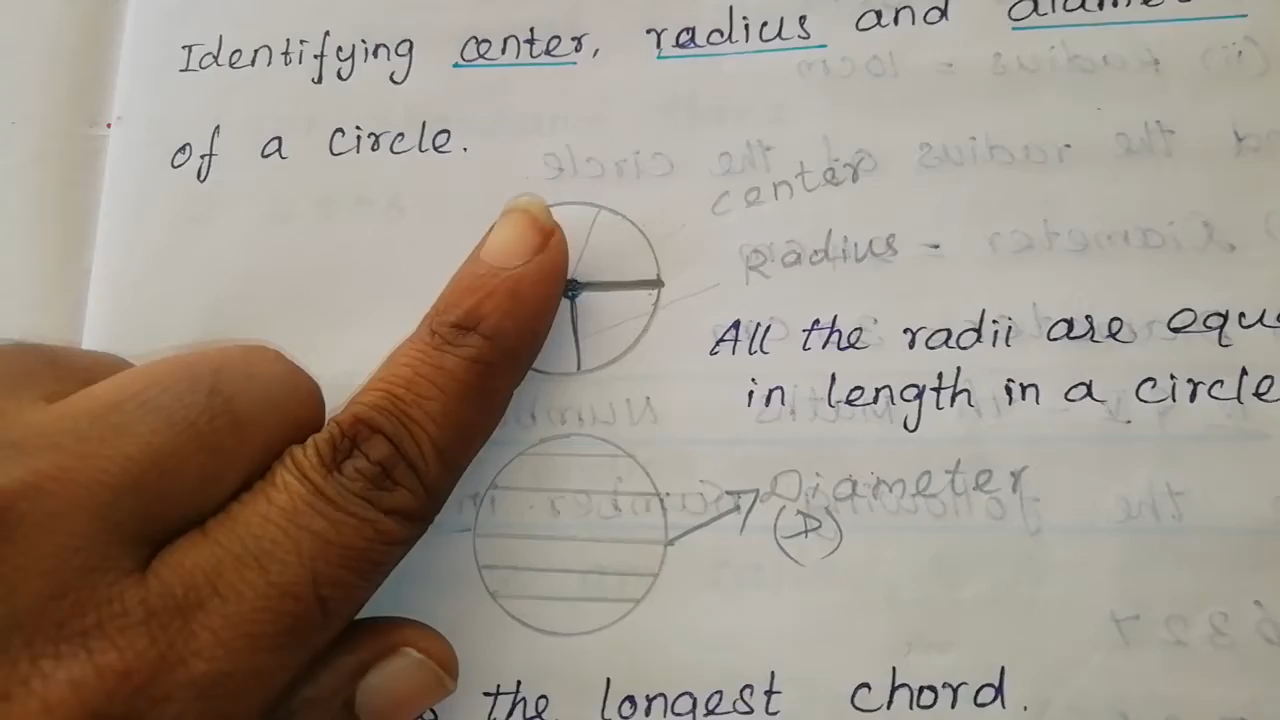 Identifying center, radius and
of a circle.
center
Radius -
All the radii are
in length in a circle
Diameter
(D)
the longest chord.